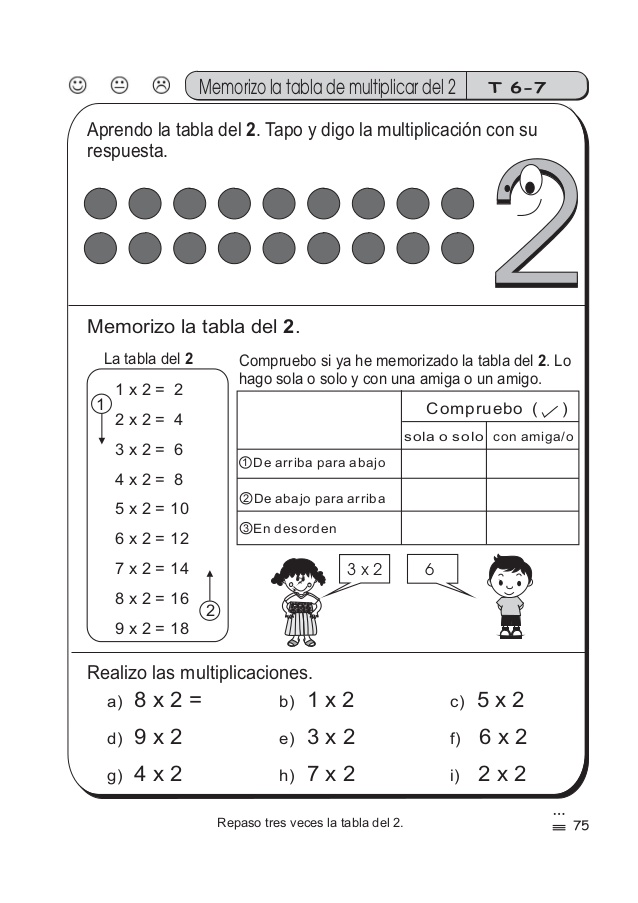 Memorizo la tabla de multiplicar del 2
T 6-7
Aprendo la tabla del 2. Tapo y digo la multiplicación con su
respuesta.
2
Memorizo la tabla del 2.
La tabla del 2
1 x 2 = 2
2 x 2 = 4
3 x 2 = 6
4 x 2 = 8
5 x 2 = 10
6 x 2 = 12
7 x 2 = 14
8 x 2 = 16
9 x 2 = 18
1
2
Compruebo si ya he memorizado la tabla del 2. Lo
hago sola o solo y con una amiga o un amigo.
Compruebo (✓)
sola o solo con amiga/o
① De arriba para abajo
② De abajo para arriba
③ En desorden
3 x 2
6
Realizo las multiplicaciones.
a) 8 x 2 = b) 1 x 2 c) 5 x 2
d) 9 x 2 e) 3 x 2 f) 6 x 2
g) 4 x 2 h) 7 x 2 i) 2 x 2
Repaso tres veces la tabla del 2.
75